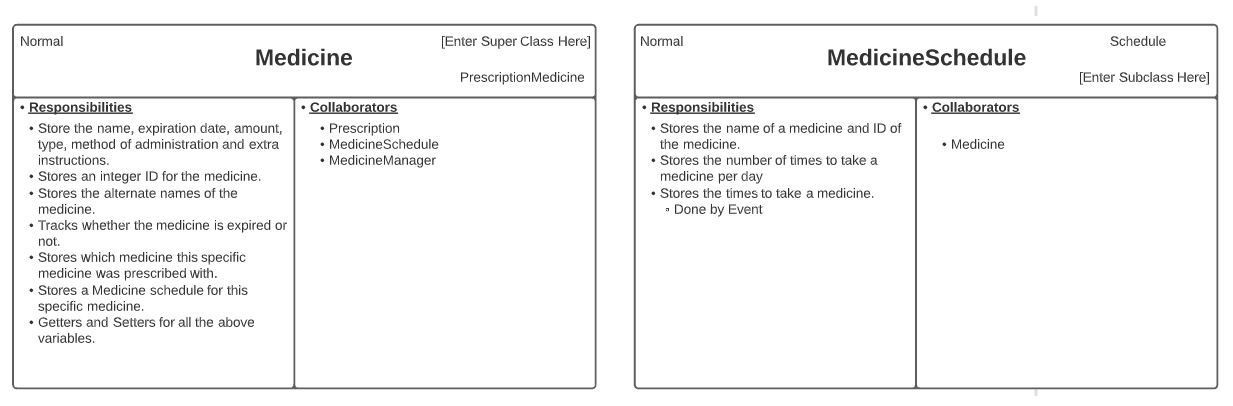 Normal
[Enter Super Class Here]
Medicine
PrescriptionMedicine
• Responsibilities
• Store the name, expiration date, amount,
type, method of administration and extra
instructions.
• Stores an integer ID for the medicine.
• Stores the alternate names of the
medicine.
• Tracks whether the medicine is expired or
not.
• Stores which medicine this specific
medicine was prescribed with.
• Stores a Medicine schedule for this
specific medicine.
• Getters and Setters for all the above
variables.
• Collaborators
• Prescription
• MedicineSchedule
• MedicineManager
Normal
Schedule
MedicineSchedule
[Enter Subclass Here]
• Responsibilities
• Stores the name of a medicine and ID of
the medicine.
• Stores the number of times to take a
medicine per day
• Stores the times to take a medicine.
∘ Done by Event
• Collaborators
• Medicine